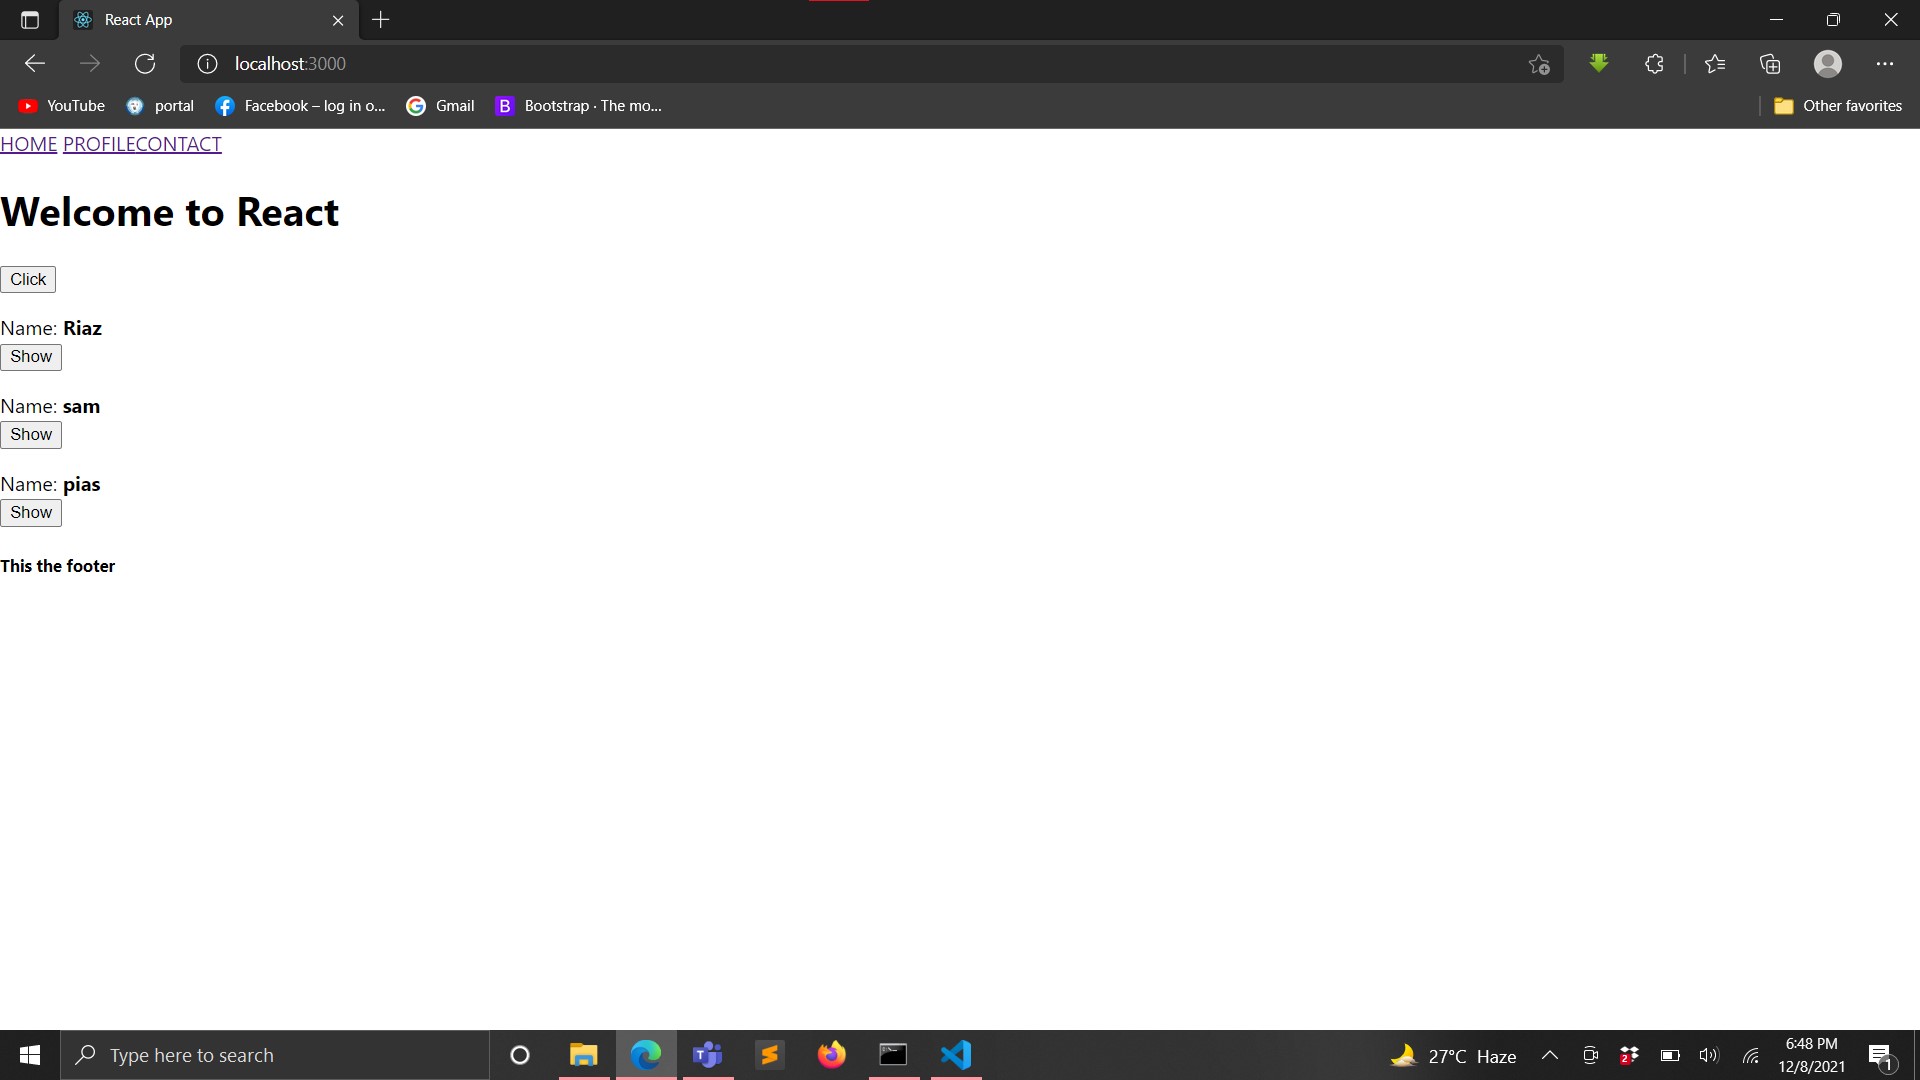 React App
localhost:3000
YouTube portal Facebook – log in o... Gmail B Bootstrap · The mo... Other favorites
HOME PROFILECONTACT
Welcome to React
Click
Name: Riaz
Show
Name: sam
Show
Name: pias
Show
This the footer
Type here to search
27°C Haze
2
6:48 PM
12/8/2021
1